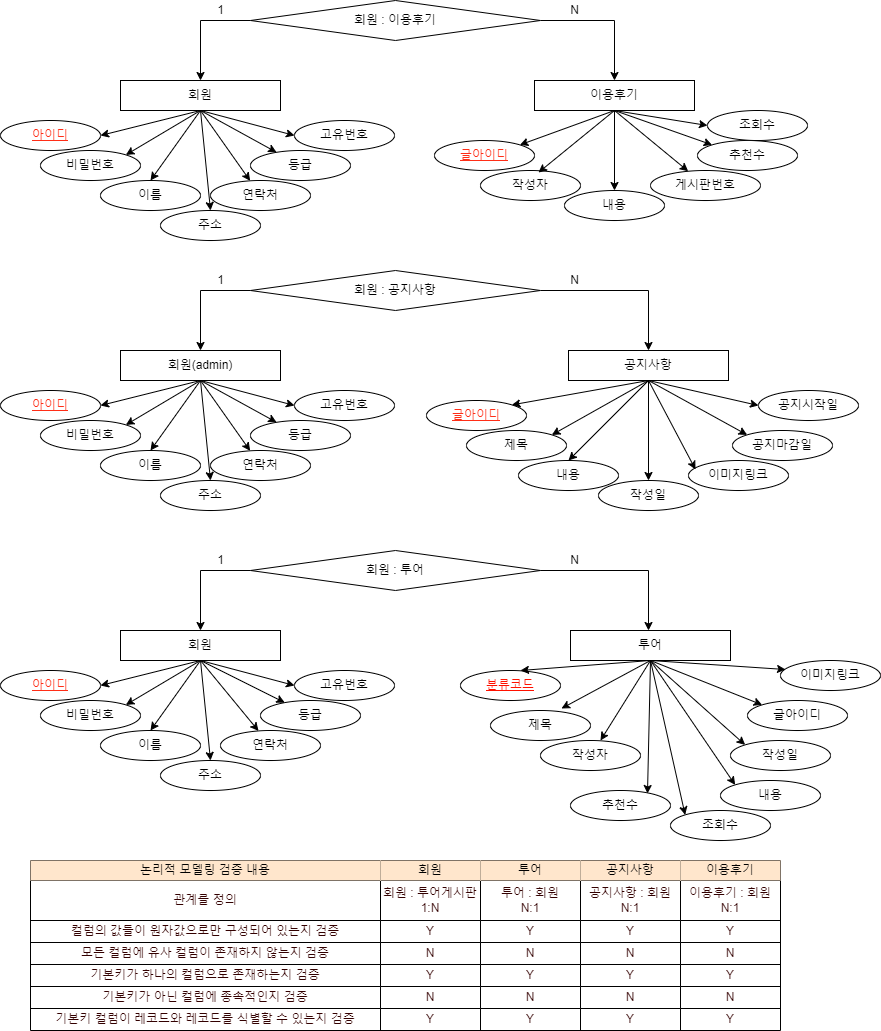 1
회원 : 이용후기
N
회원
이용후기
아이디
고유번호
조회수
비밀번호
등급
글아이디
추천수
이름
연락처
작성자
게시판번호
주소
내용
1
회원 : 공지사항
N
회원(admin)
공지사항
아이디
고유번호
글아이디
공지시작일
비밀번호
등급
제목
공지마감일
이름
연락처
내용
이미지링크
주소
작성일
1
회원 : 투어
N
회원
투어
아이디
고유번호
분류코드
이미지링크
비밀번호
등급
제목
글아이디
이름
연락처
작성자
작성일
주소
추천수
내용
조회수
논리적 모델링 검증 내용 회원 투어 공지사항 이용후기
관계를 정의 회원 : 투어게시판 투어 : 회원 공지사항 : 회원 이용후기 : 회원
1:N N:1 N:1 N:1
컬럼의 값들이 원자값으로만 구성되어 있는지 검증 Y Y Y Y
모든 컬럼에 유사 컬럼이 존재하지 않는지 검증 N N N N
기본키가 하나의 컬럼으로 존재하는지 검증 Y Y Y Y
기본키가 아닌 컬럼에 종속적인지 검증 N N N N
기본키 컬럼이 레코드와 레코드를 식별할 수 있는지 검증 Y Y Y Y